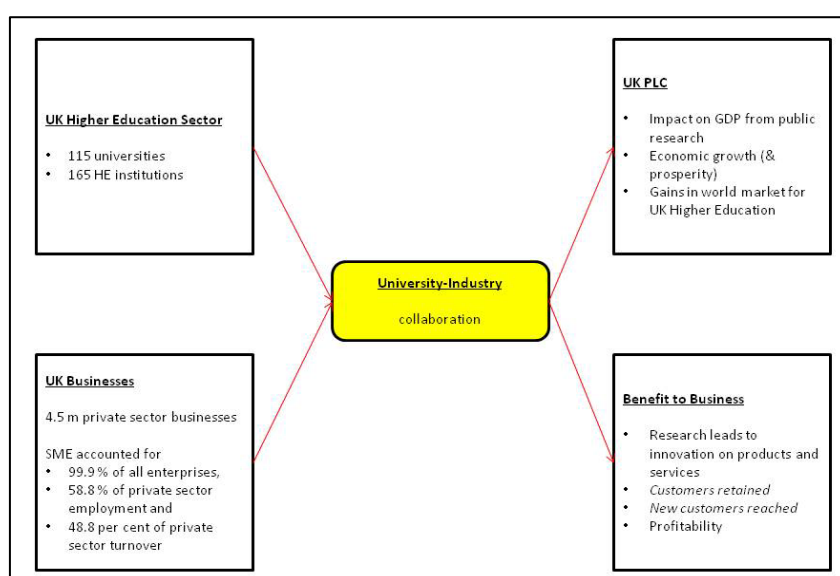 UK Higher Education Sector
• 115 universities
• 165 HE institutions
UK Businesses
4.5 m private sector businesses
SME accounted for
• 99.9 % of all enterprises,
• 58.8 % of private sector
employment and
• 48.8 per cent of private
sector turnover
University-Industry
collaboration
UK PLC
• Impact on GDP from public
research
• Economic growth (&
prosperity)
• Gains in world market for
UK Higher Education
Benefit to Business
• Research leads to
innovation on products and
services
• Customers retained
• New customers reached
• Profitability